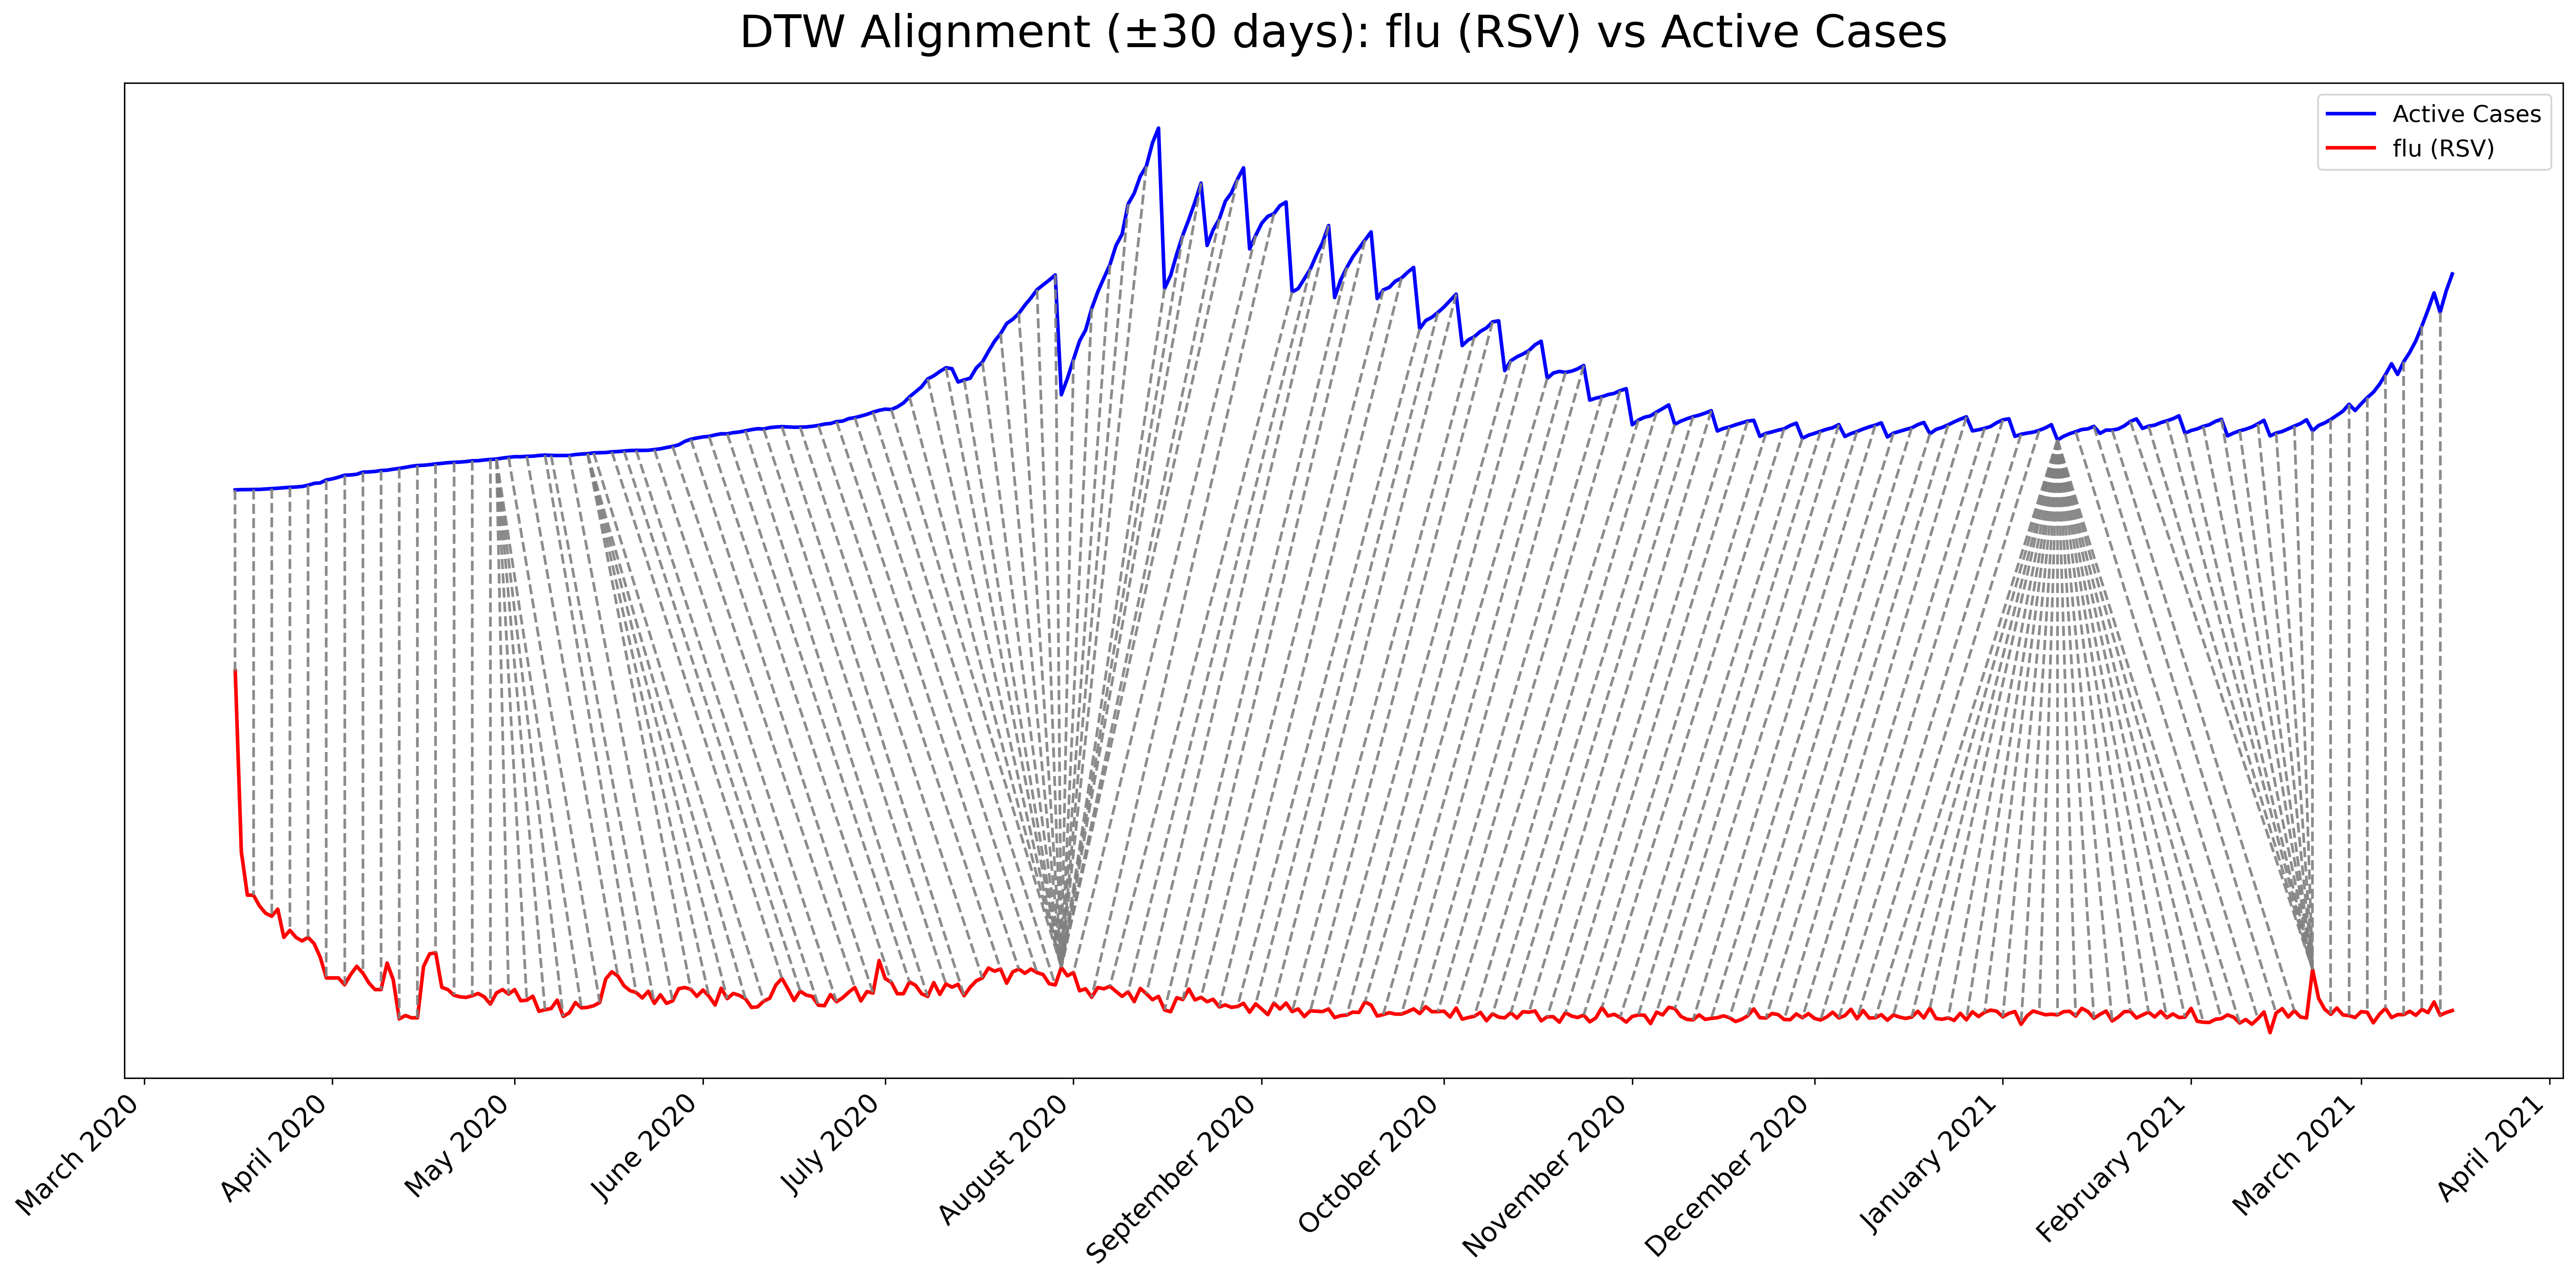 DTW Alignment (±30 days): flu (RSV) vs Active Cases
Active Cases
flu (RSV)
March 2020
April 2020
May 2020
June 2020
July 2020
August 2020
September 2020
October 2020
November 2020
December 2020
January 2021
February 2021
March 2021
April 2021